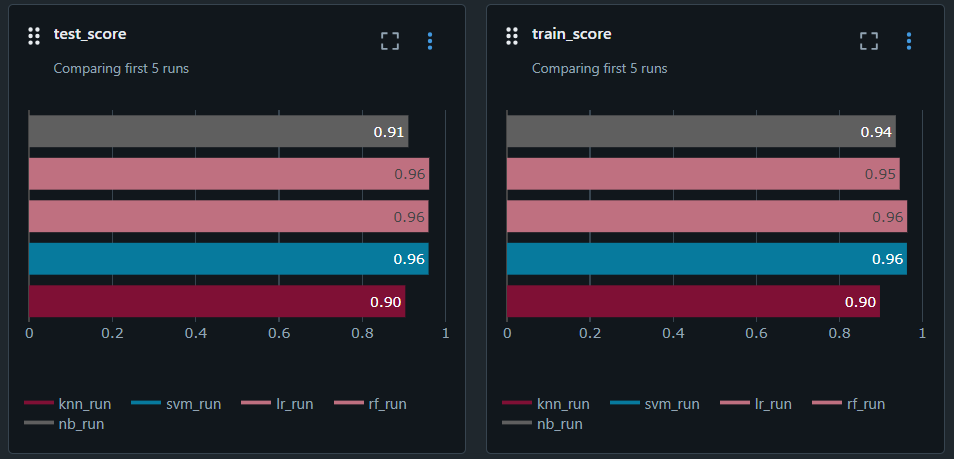 test_score
Comparing first 5 runs
0.91
0.96
0.96
0.96
0.90
0 0.2 0.4 0.6 0.8 1
knn_run svm_run lr_run rf_run
nb_run
train_score
Comparing first 5 runs
0.94
0.95
0.96
0.96
0.90
0 0.2 0.4 0.6 0.8 1
knn_run svm_run lr_run rf_run
nb_run